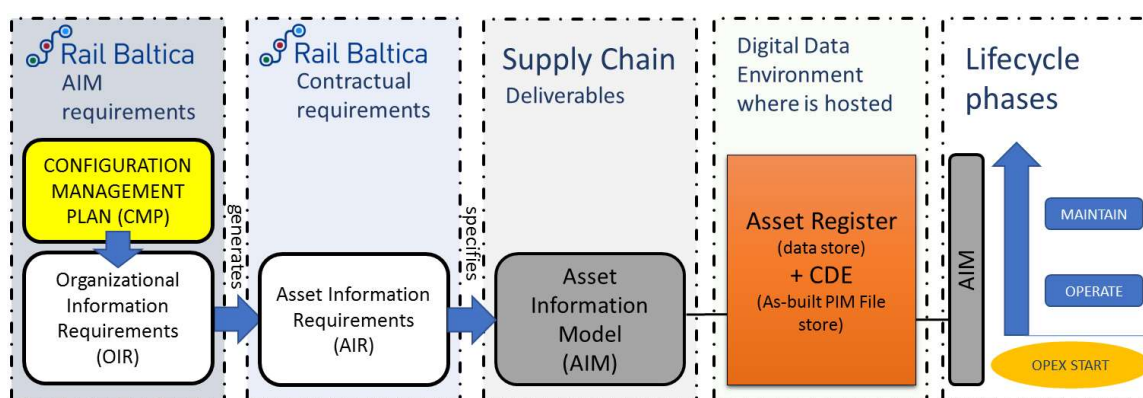 Rail Baltica
AIM
requirements
CONFIGURATION
MANAGEMENT
PLAN (CMP)
Organizational
Information
Requirements
(OIR)
generates
Rail Baltica
Contractual
requirements
Asset Information
Requirements
(AIR)
specifies
Supply Chain
Deliverables
Asset
Information
Model
(AIM)
Digital Data
Environment
where is hosted
Asset Register
(data store)
+ CDE
(As-built PIM File
store)
Lifecycle
phases
AIM
MAINTAIN
OPERATE
OPEX START